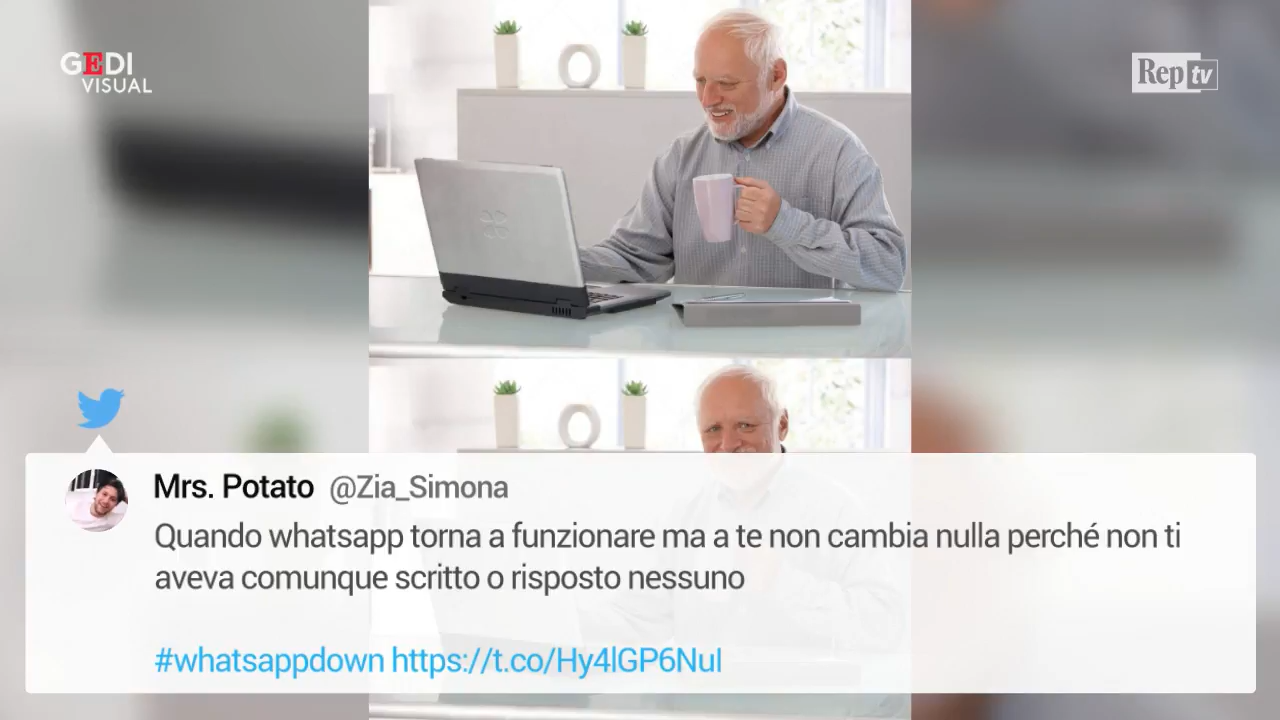 GEDI
VISUAL
Rep tv
Mrs. Potato @Zia_Simona
Quando whatsapp torna a funzionare ma a te non cambia nulla perché non ti
aveva comunque scritto o risposto nessuno
#whatsappdown https://t.co/Hy4lGP6NuI